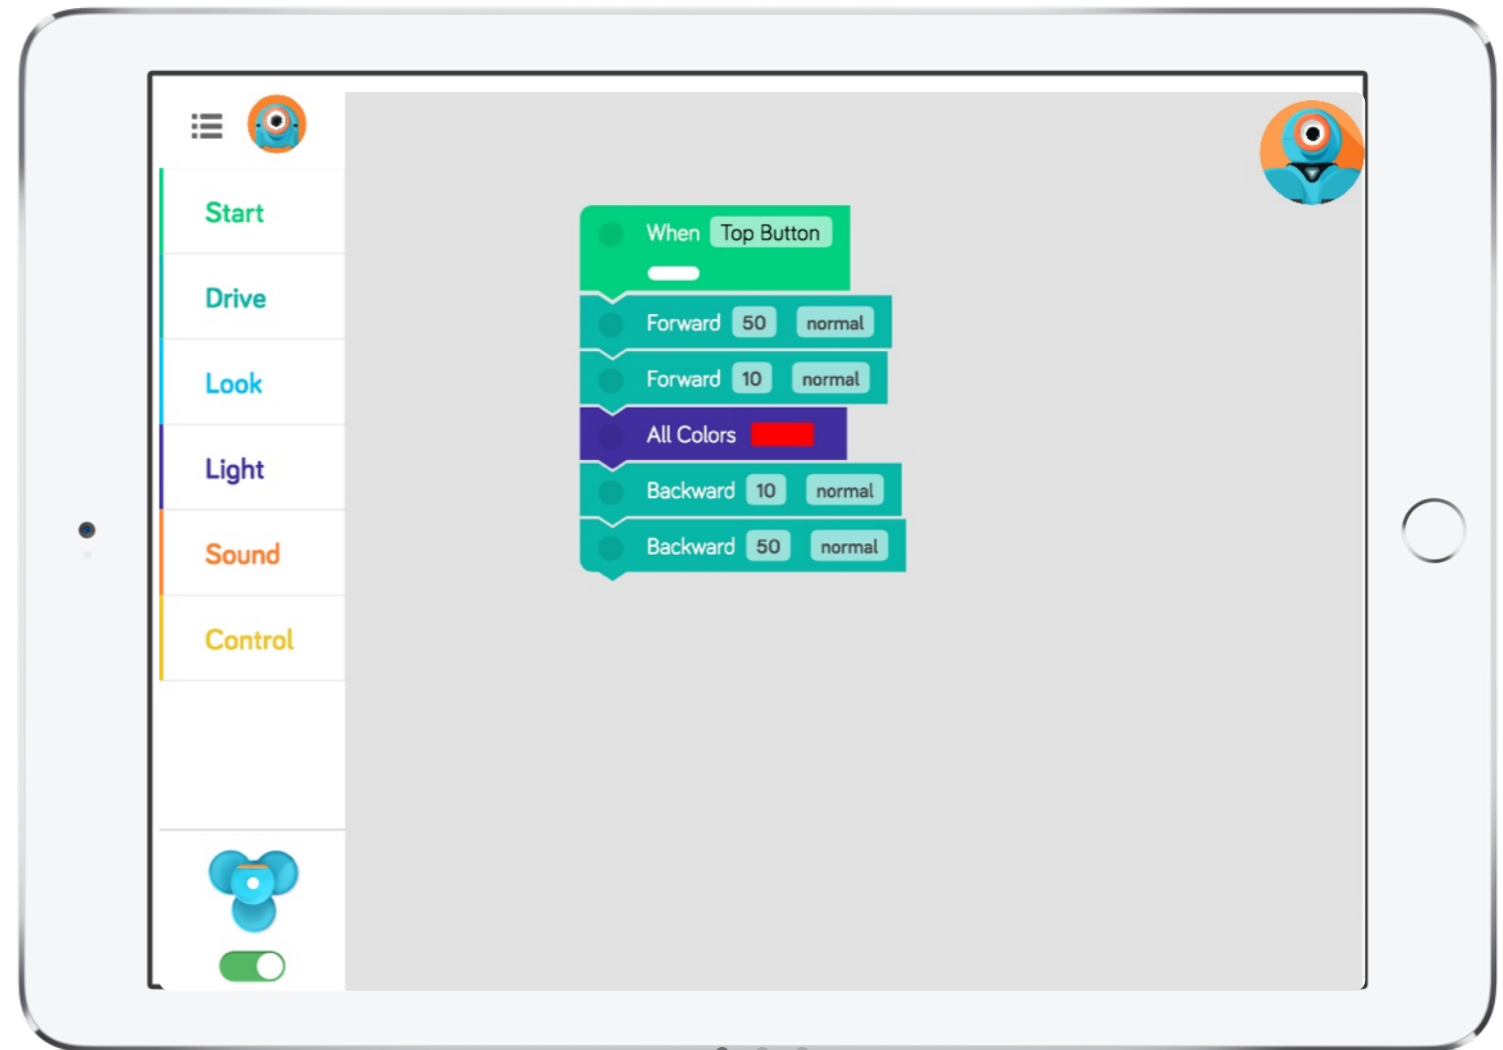 Start
Drive
Look
Light
Sound
Control
When Top Button
Forward 50 normal
Forward 10 normal
All Colors
Backward 10 normal
Backward 50 normal